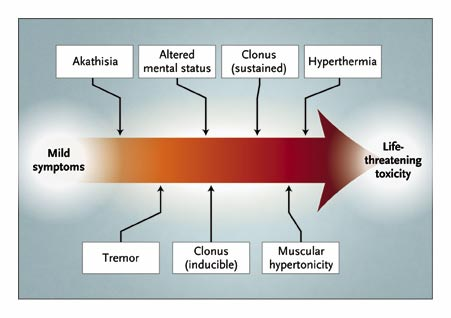 Akathisia
Altered
mental status
Clonus
(sustained)
Hyperthermia
Mild
symptoms
Life-
threatening
toxicity
Tremor
Clonus
(inducible)
Muscular
hypertonicity